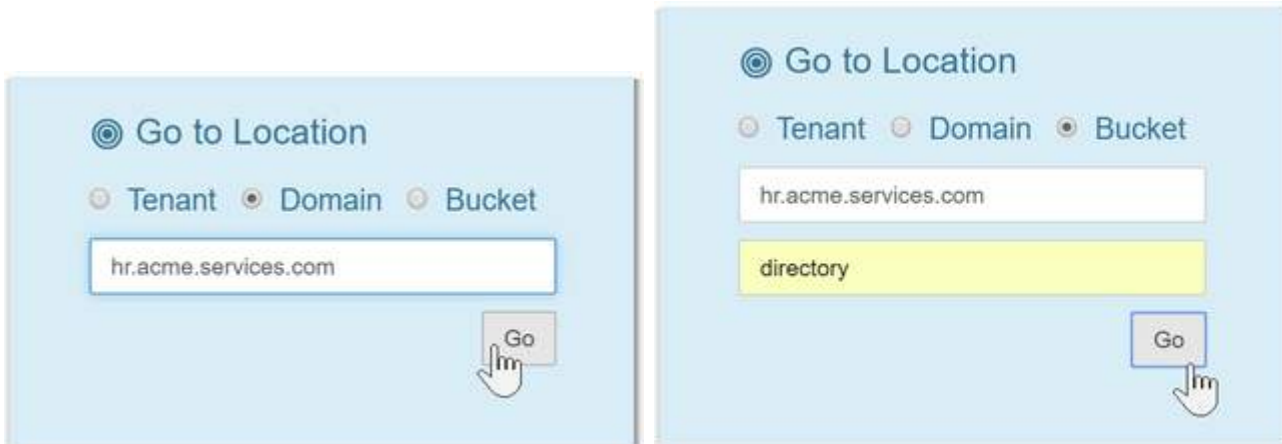 Go to Location
Tenant Domain Bucket
hr.acme.services.com
Go
Go to Location
Tenant Domain Bucket
hr.acme.services.com
directory
Go